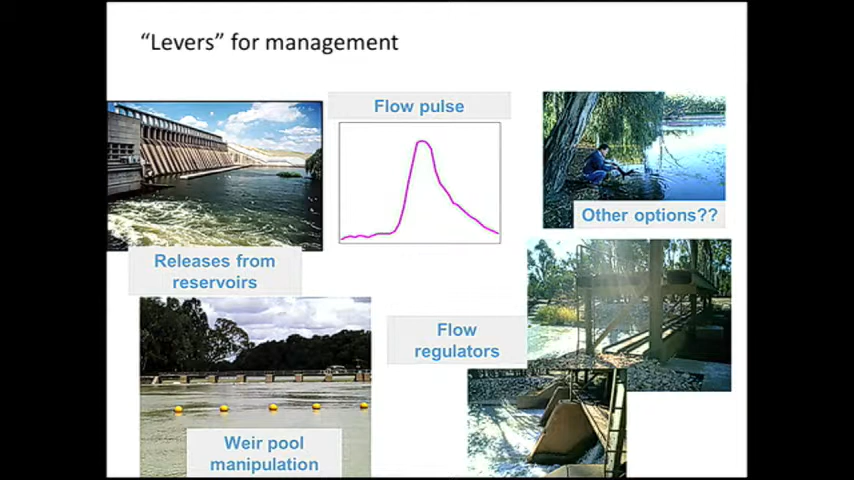 “Levers” for management
Flow pulse
Other options??
Releases from
reservoirs
Flow
regulators
Weir pool
manipulation